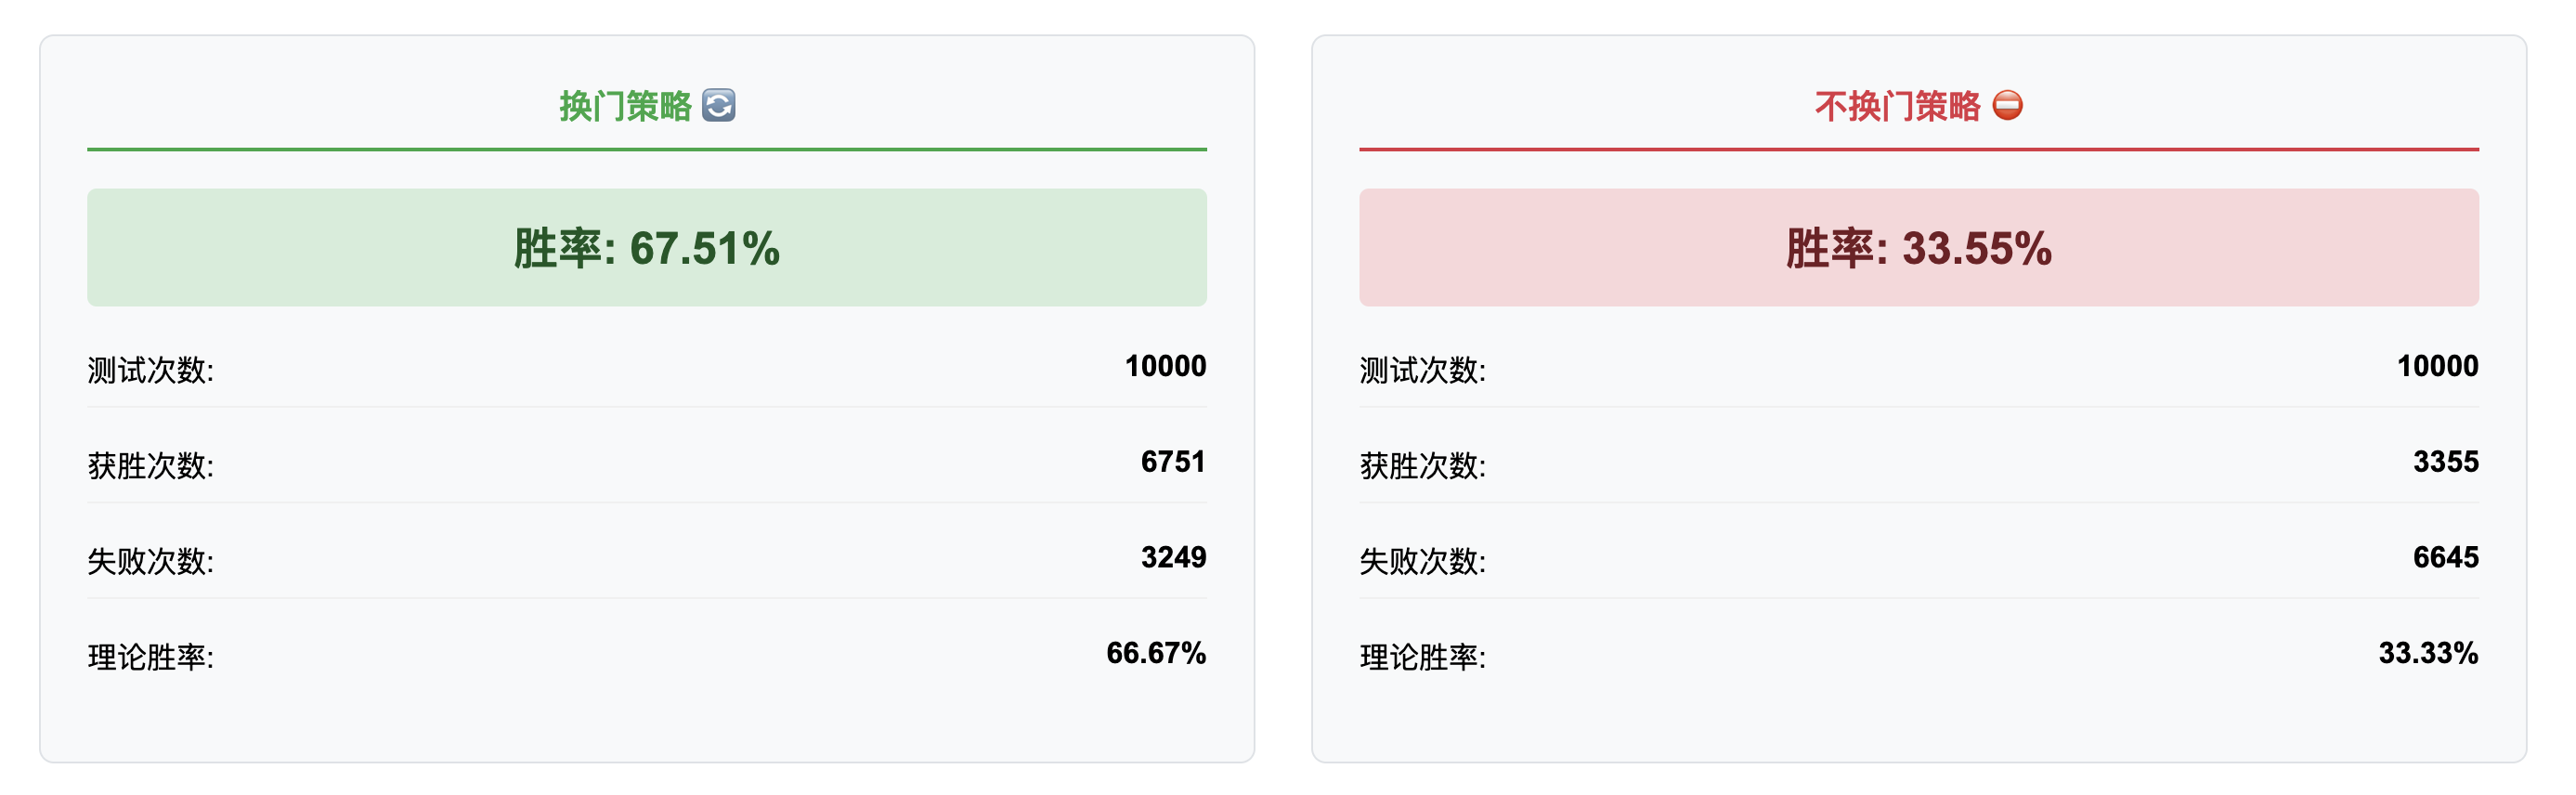 换门策略 🔄
胜率: 67.51%
测试次数: 10000
获胜次数: 6751
失败次数: 3249
理论胜率: 66.67%
不换门策略 ⛔
胜率: 33.55%
测试次数: 10000
获胜次数: 3355
失败次数: 6645
理论胜率: 33.33%